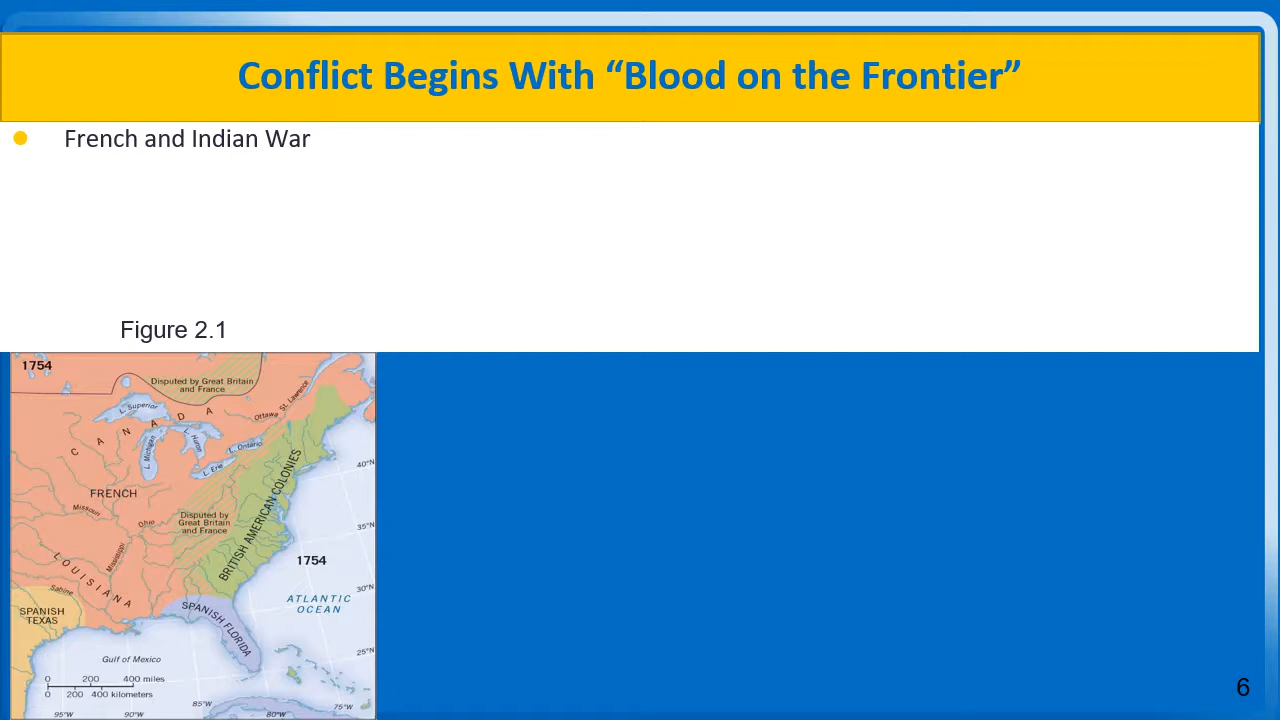 Conflict Begins With “Blood on the Frontier”
French and Indian War
Figure 2.1
1754
Disputed by Great Britain
and France
St. Lawrence
Ottawa
L. Superior
CANADA
L. Huron
L. Michigan
L. Ontario
L. Erie
40°N
FRENCH
BRITISH AMERICAN COLONIES
Missouri
Ohio
Disputed by
Great Britain
and France
35°N
Mississippi
1754
LOUISIANA
30°N
Sabine
SPANISH
TEXAS
SPANISH FLORIDA
ATLANTIC
OCEAN
25°N
Gulf of Mexico
0 200 400 miles
0 200 400 kilometers
95°W 90°W 85°W 80°W 75°W
6